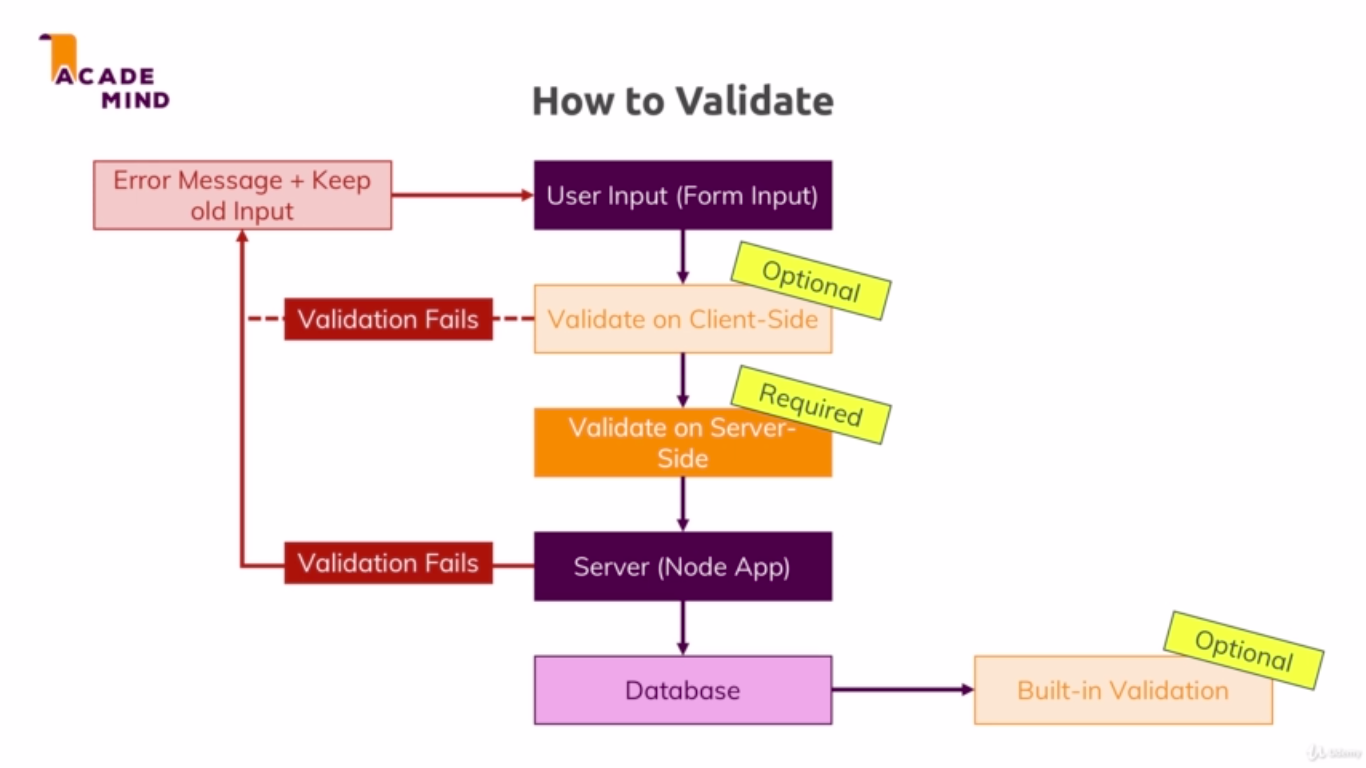 ACADE
MIND
How to Validate
Error Message + Keep
old Input
User Input (Form Input)
Optional
Validation Fails
Validate on Client-Side
Required
Validate on Server-
Side
Validation Fails
Server (Node App)
Optional
Database
Built-in Validation
Udemy